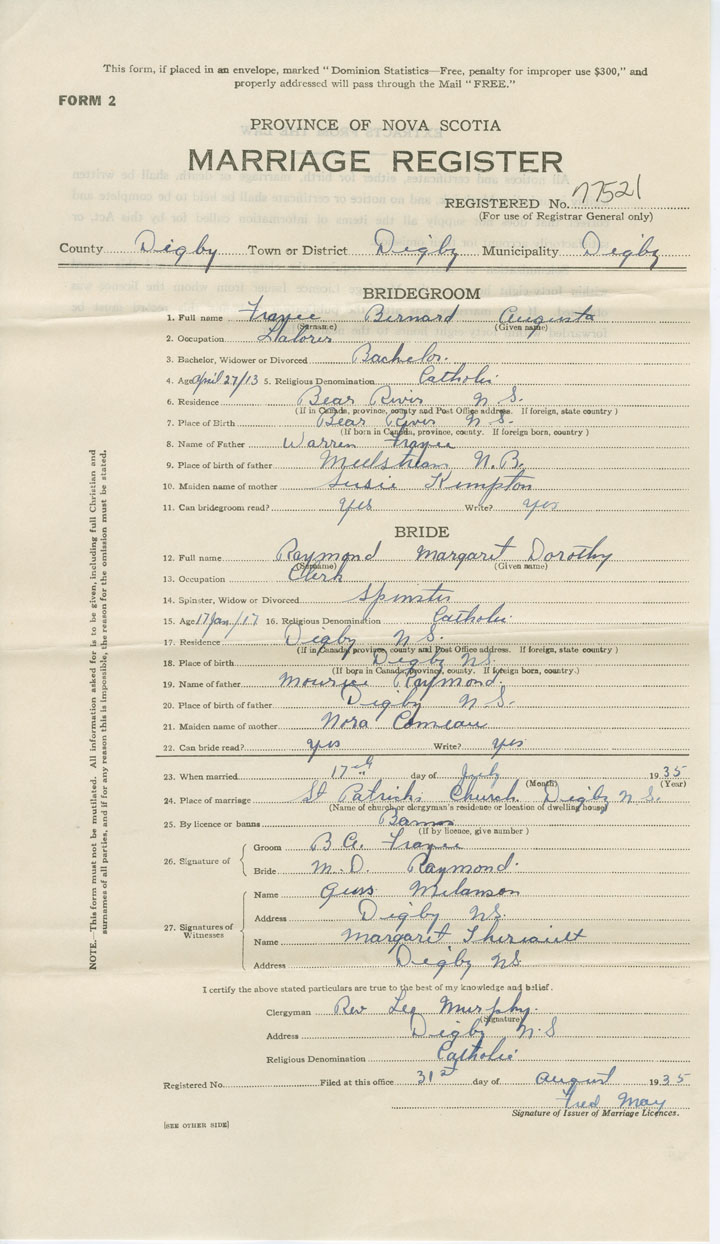 This form, if placed in an envelope, marked "Dominion Statistics—Free, penalty for improper use $300," and
properly addressed will pass through the Mail "FREE."
FORM 2
PROVINCE OF NOVA SCOTIA
MARRIAGE REGISTER
REGISTERED No. 77521
(For use of Registrar General only)
County Digby Town or District Digby Municipality Digby
BRIDEGROOM
1. Full name Franee Bernard Augusta
(Surname) (Given name)
2. Occupation Laborer
3. Bachelor, Widower or Divorced Bachelor.
4. Age April 27/13 5. Religious Denomination Catholic
6. Residence Bear River N S.
(If in Canada, province, county and Post Office address. If foreign, state country)
7. Place of Birth Bear River N S.
(If born in Canada, province, county. If foreign born, country.)
8. Name of Father Warren Franee
9. Place of birth of father N.B.
10. Maiden name of mother Susie Kempton
11. Can bridegroom read? yes Write? yes
BRIDE
12. Full name Raymond Margaret Dorothy
(Surname) (Given name)
13. Occupation Clerk
14. Spinster, Widow or Divorced Spinster
15. Age 17 Jan./17 16. Religious Denomination Catholic
17. Residence Digby N S.
(If in Canada, province, county and Post Office address. If foreign, state country)
18. Place of birth Digby N S.
(If born in Canada, province, county. If foreign born, country.)
19. Name of father Mourice Raymond.
20. Place of birth of father Digby N S.
21. Maiden name of mother Nora Comeau
22. Can bride read? yes Write? yes
23. When married 17th day of July 1935
(Month) (Year)
24. Place of marriage St Patricks Church Digby N S.
(Name of church or clergyman's residence or location of dwelling house)
25. By licence or banns Banns
(If by licence, give number)
26. Signature of
Groom B A. Franee
Bride M. D. Raymond.
27. Signatures of Witnesses
Name Guss Melanson
Address Digby NS.
Name Margaret Theriault
Address Digby NS
I certify the above stated particulars are true to the best of my knowledge and belief.
Clergyman Rev Leo Murphy.
(Signature)
Address Digby N. S
Religious Denomination Catholic
Registered No. Filed at this office 31st day of August 1935
Fred May
Signature of Issuer of Marriage Licences.
(SEE OTHER SIDE)
NOTE.—This form must not be mutilated. All information asked for is to be given, including full Christian and
surnames of all parties, and if for any reason this is impossible, the reason for the omission must be stated.